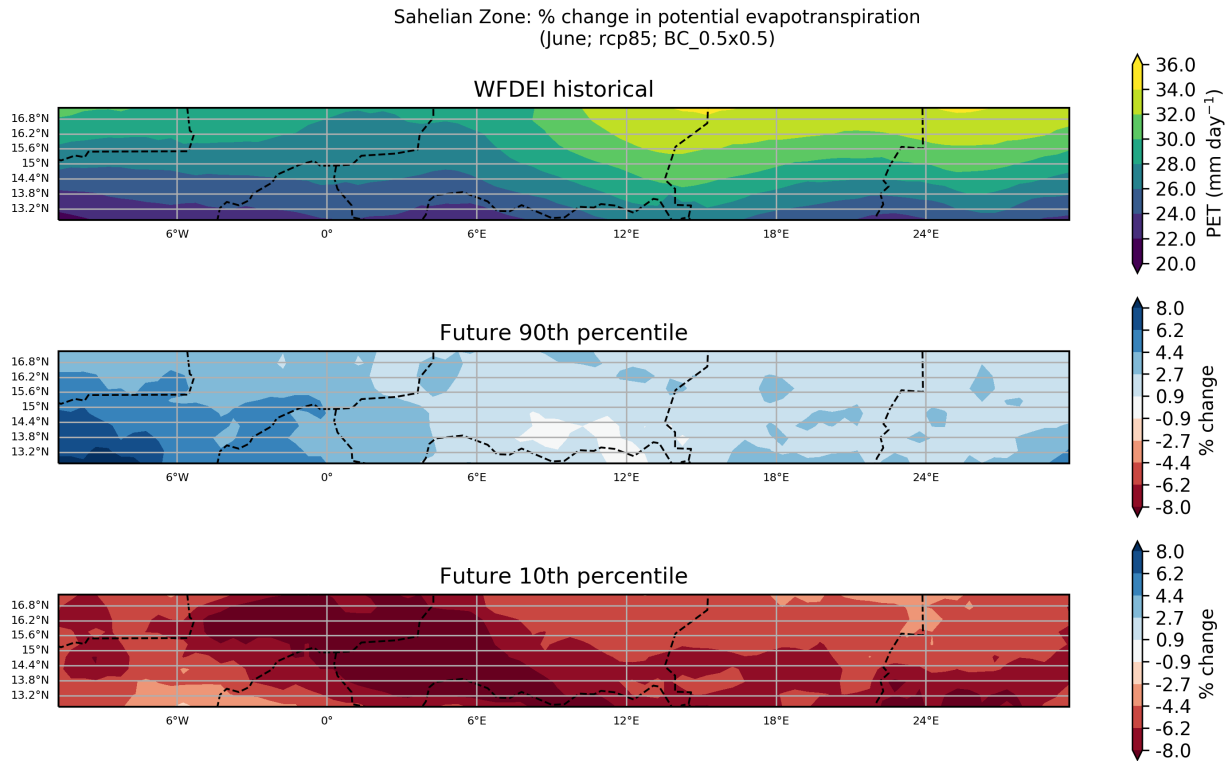 Sahelian Zone: % change in potential evapotranspiration
(June; rcp85; BC_0.5x0.5)
WFDEI historical
16.8°N
16.2°N
15.6°N
15°N
14.4°N
13.8°N
13.2°N
6°W 0° 6°E 12°E 18°E 24°E
36.0
34.0
32.0
30.0
28.0
26.0
24.0
22.0
20.0
PET (mm day⁻¹)
Future 90th percentile
16.8°N
16.2°N
15.6°N
15°N
14.4°N
13.8°N
13.2°N
6°W 0° 6°E 12°E 18°E 24°E
8.0
6.2
4.4
2.7
0.9
-0.9
-2.7
-4.4
-6.2
-8.0
% change
Future 10th percentile
16.8°N
16.2°N
15.6°N
15°N
14.4°N
13.8°N
13.2°N
6°W 0° 6°E 12°E 18°E 24°E
8.0
6.2
4.4
2.7
0.9
-0.9
-2.7
-4.4
-6.2
-8.0
% change